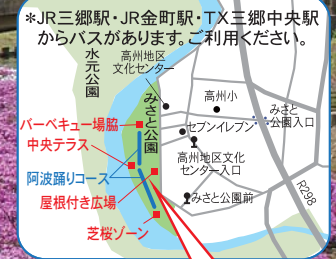 *JR三郷駅・JR金町駅・TX三郷中央駅
からバスがあります。ご利用ください。
水元公園
高州地区
文化センター
みさと公園
高州小
みさと
公園入口
バーベキュー場脇
セブンイレブン
中央テラス
高州地区文化
センター入口
阿波踊りコース
屋根付き広場
みさと公園前
R298
芝桜ゾーン